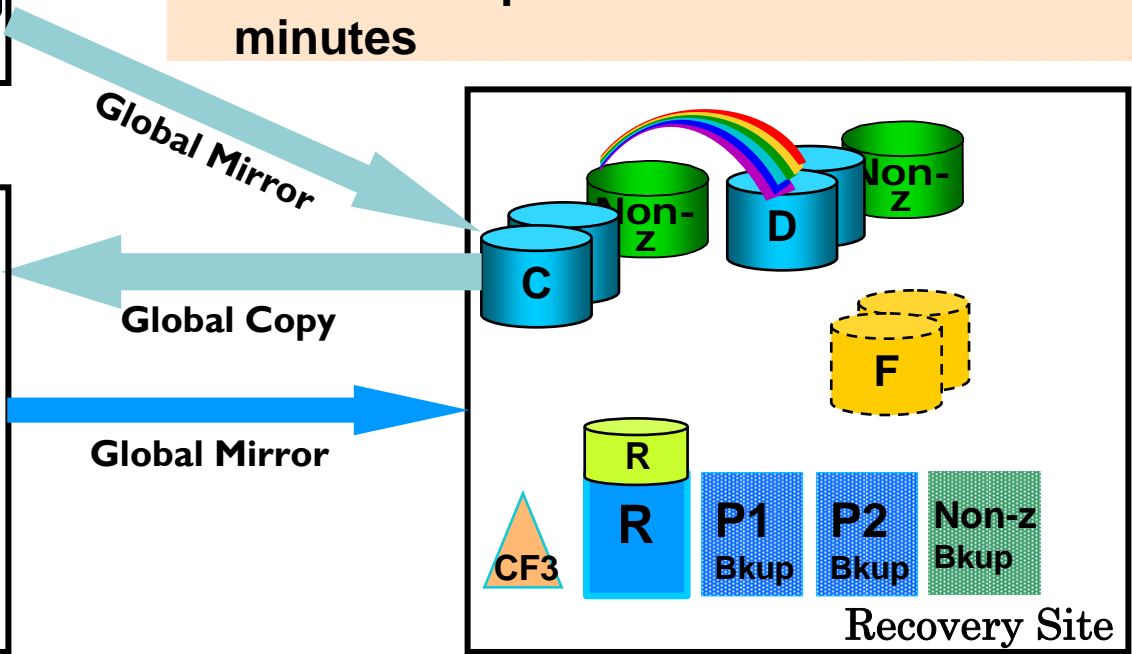 minutes
Global Mirror
Non-
z
Non-
z
D
C
Global Copy
F
Global Mirror
R
R
P1
Bkup
P2
Bkup
Non-z
Bkup
CF3
Recovery Site